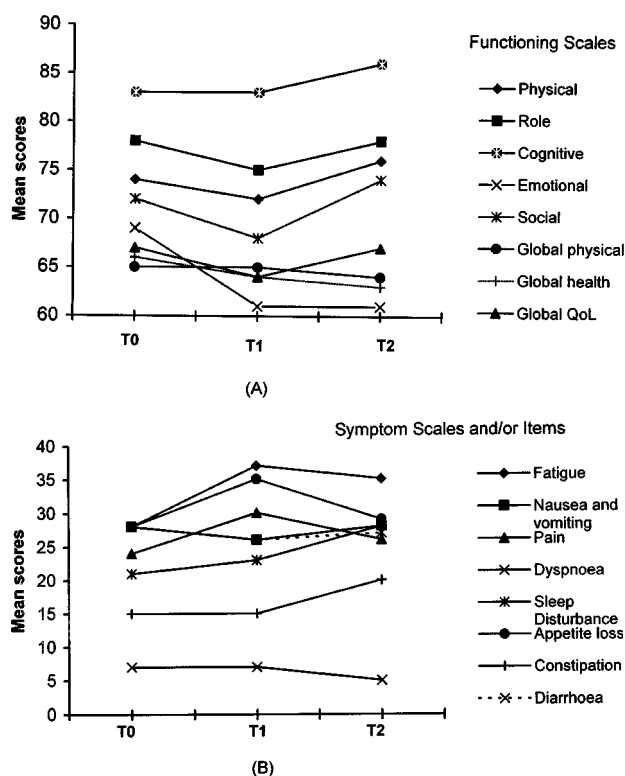 Functioning Scales
Mean scores
90
85
80
75
70
65
60
T0
T1
T2
Physical
Role
Cognitive
Emotional
Social
Global physical
Global health
Global QoL
(A)
Symptom Scales and/or Items
Mean scores
40
35
30
25
20
15
10
5
0
T0
T1
T2
Fatigue
Nausea and
vomiting
Pain
Dyspnoea
Sleep
Disturbance
Appetite loss
Constipation
Diarrhoea
(B)